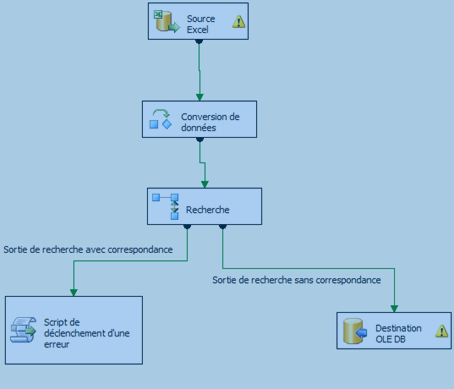 Source
Excel
Conversion de
données
Recherche
Sortie de recherche avec correspondance
Sortie de recherche sans correspondance
Script de
déclenchement d'une
erreur
Destination
OLE DB